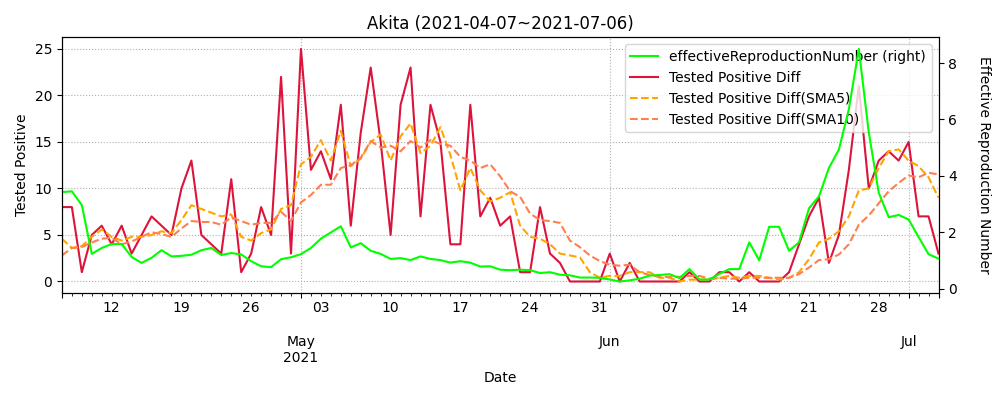 Akita (2021-04-07~2021-07-06)
effectiveReproductionNumber (right)
Tested Positive Diff
Tested Positive Diff(SMA5)
Tested Positive Diff(SMA10)
Tested Positive
25
20
15
10
5
0
Effective Reproduction Number
8
6
4
2
0
12 19 26 03 10 17 24 31 07 14 21 28
May Jun Jul
2021
Date